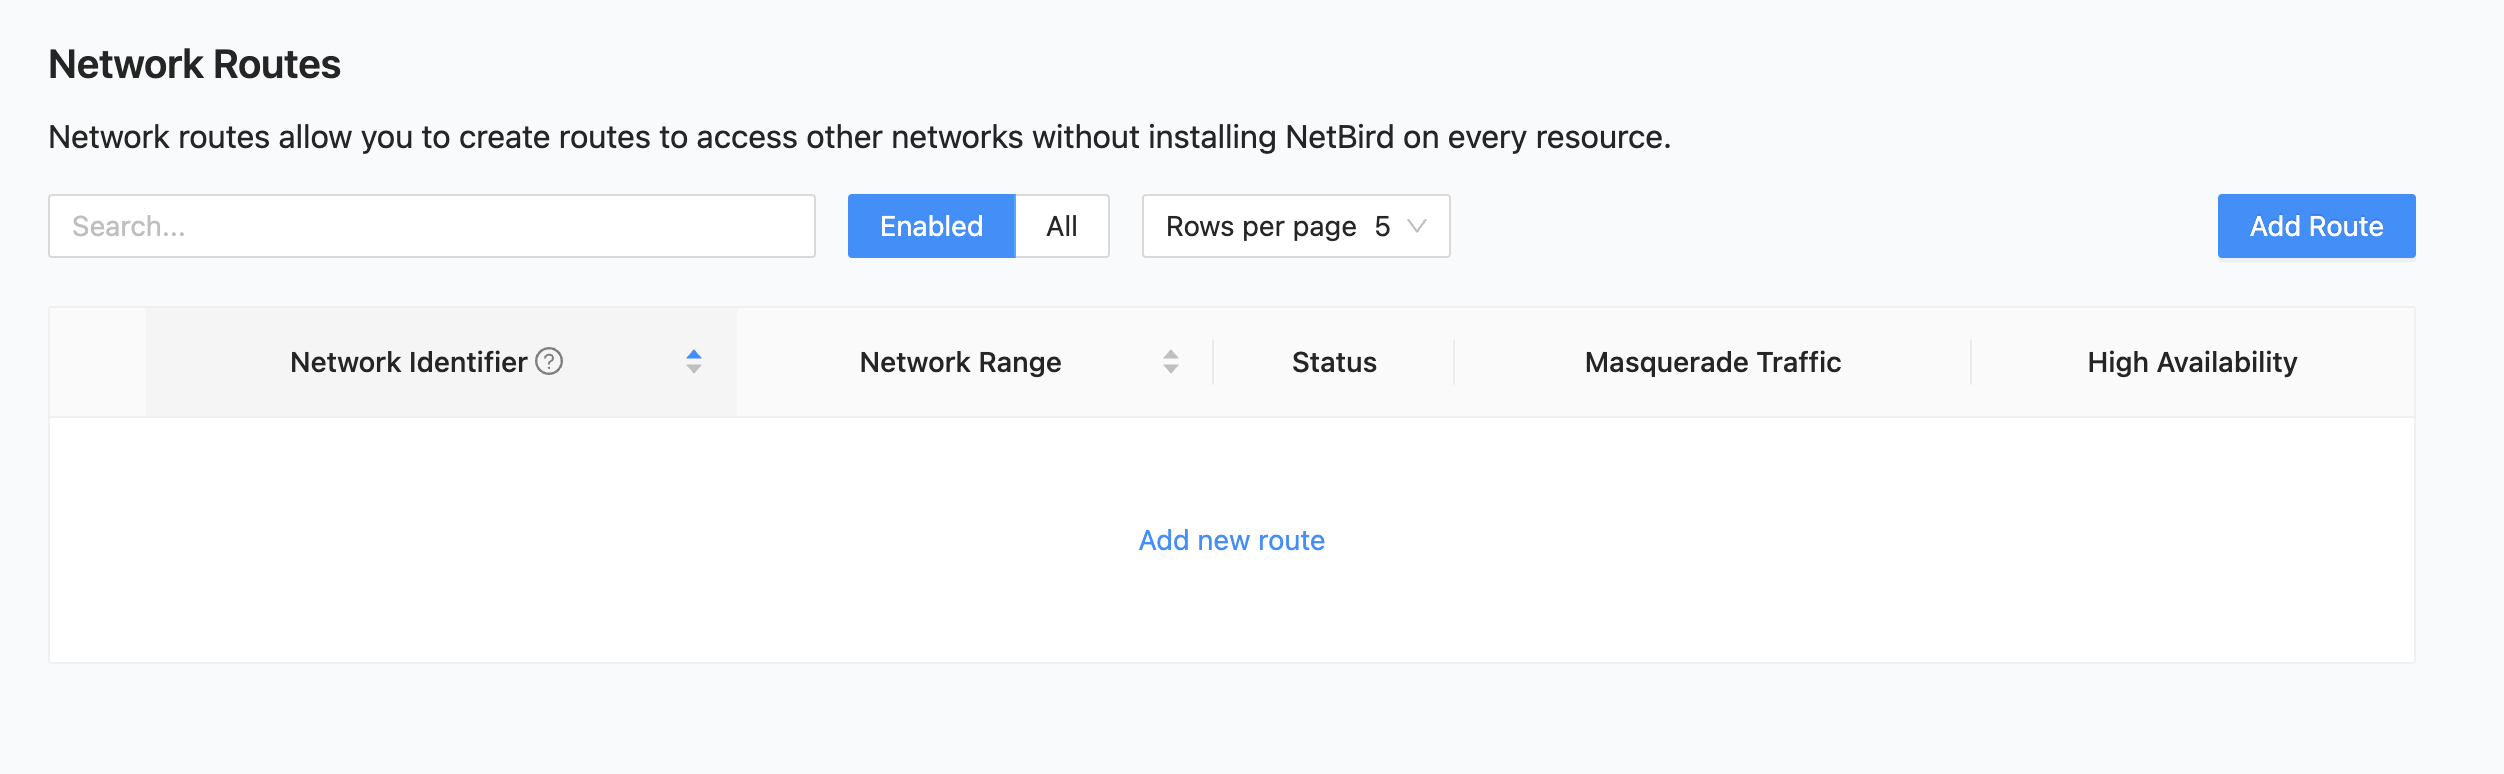 Network Routes
Network routes allow you to create routes to access other networks without installing NetBird on every resource.
Search... Enabled All Rows per page 5 Add Route
Network Identifier ? Network Range Status Masquerade Traffic High Availability
Add new route